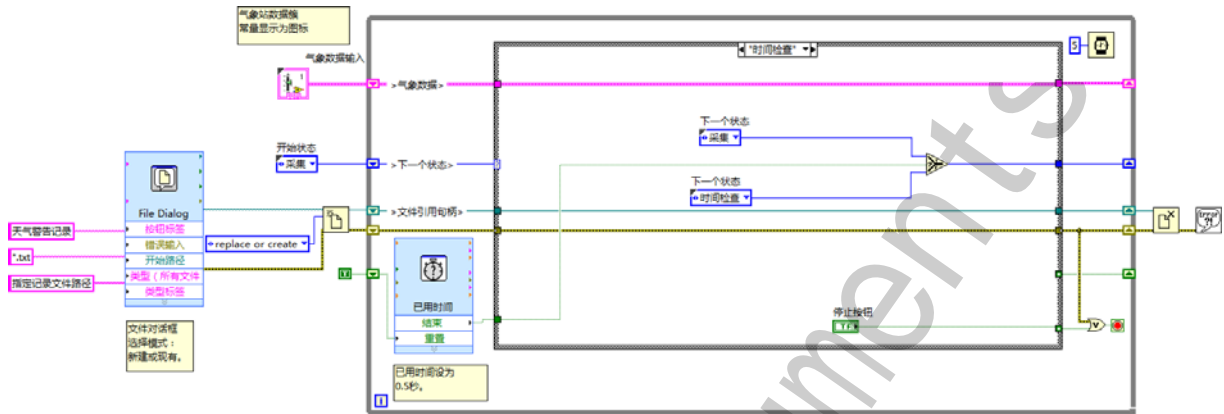 气象站数据簇
常量显示为图标
气象数据输入
"时间检查"
5
>气象数据>
开始状态
采集
>下一个状态>
下一个状态
采集
下一个状态
时间检查
File Dialog
按钮标签
错误输入
开始路径
类型（所有文件
类型标签
天气警告记录
*.txt
指定记录文件路径
replace or create
>文件引用句柄>
已用时间
结束
重置
停止按钮
TF
文件对话框
选择模式：
新建或现有。
已用时间设为
0.5秒。
i
error
?!
uments